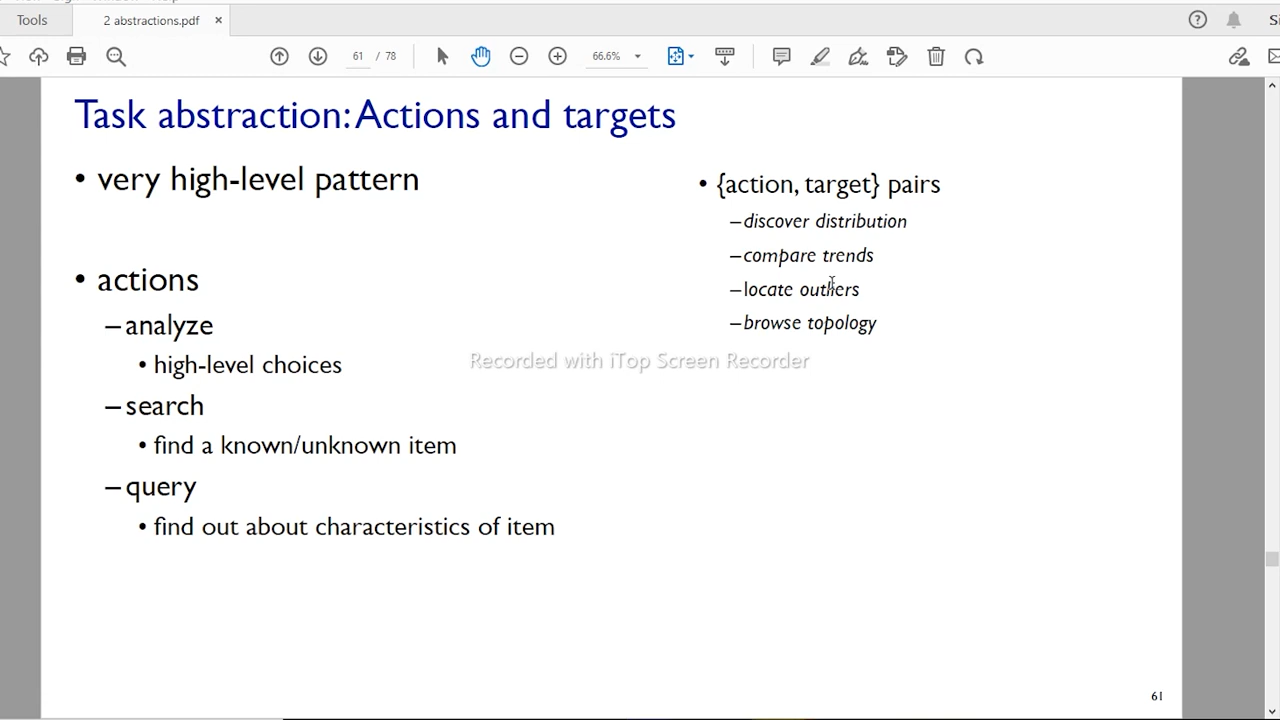 Tools
2 abstractions.pdf ×
61 / 78
66.6%
Task abstraction: Actions and targets
• very high-level pattern
• actions
– analyze
• high-level choices
– search
• find a known/unknown item
– query
• find out about characteristics of item
• {action, target} pairs
– discover distribution
– compare trends
– locate outliers
– browse topology
Recorded with iTop Screen Recorder
61